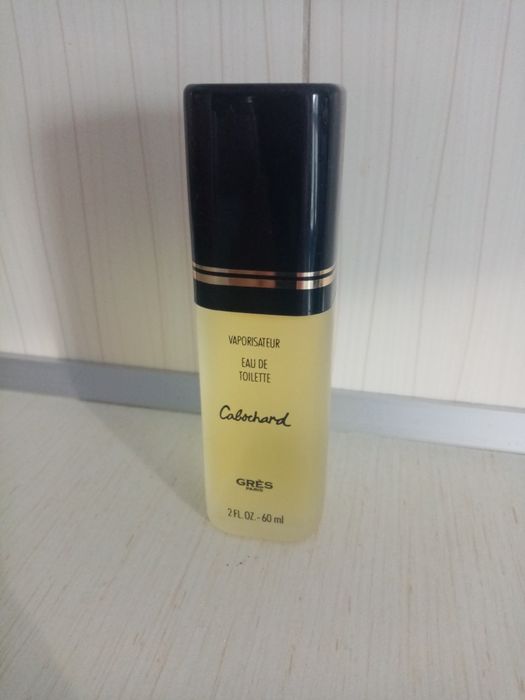 VAPORISATEUR
EAU DE
TOILETTE
Cabochard
GRÈS
PARIS
2 FL. OZ. - 60 ml